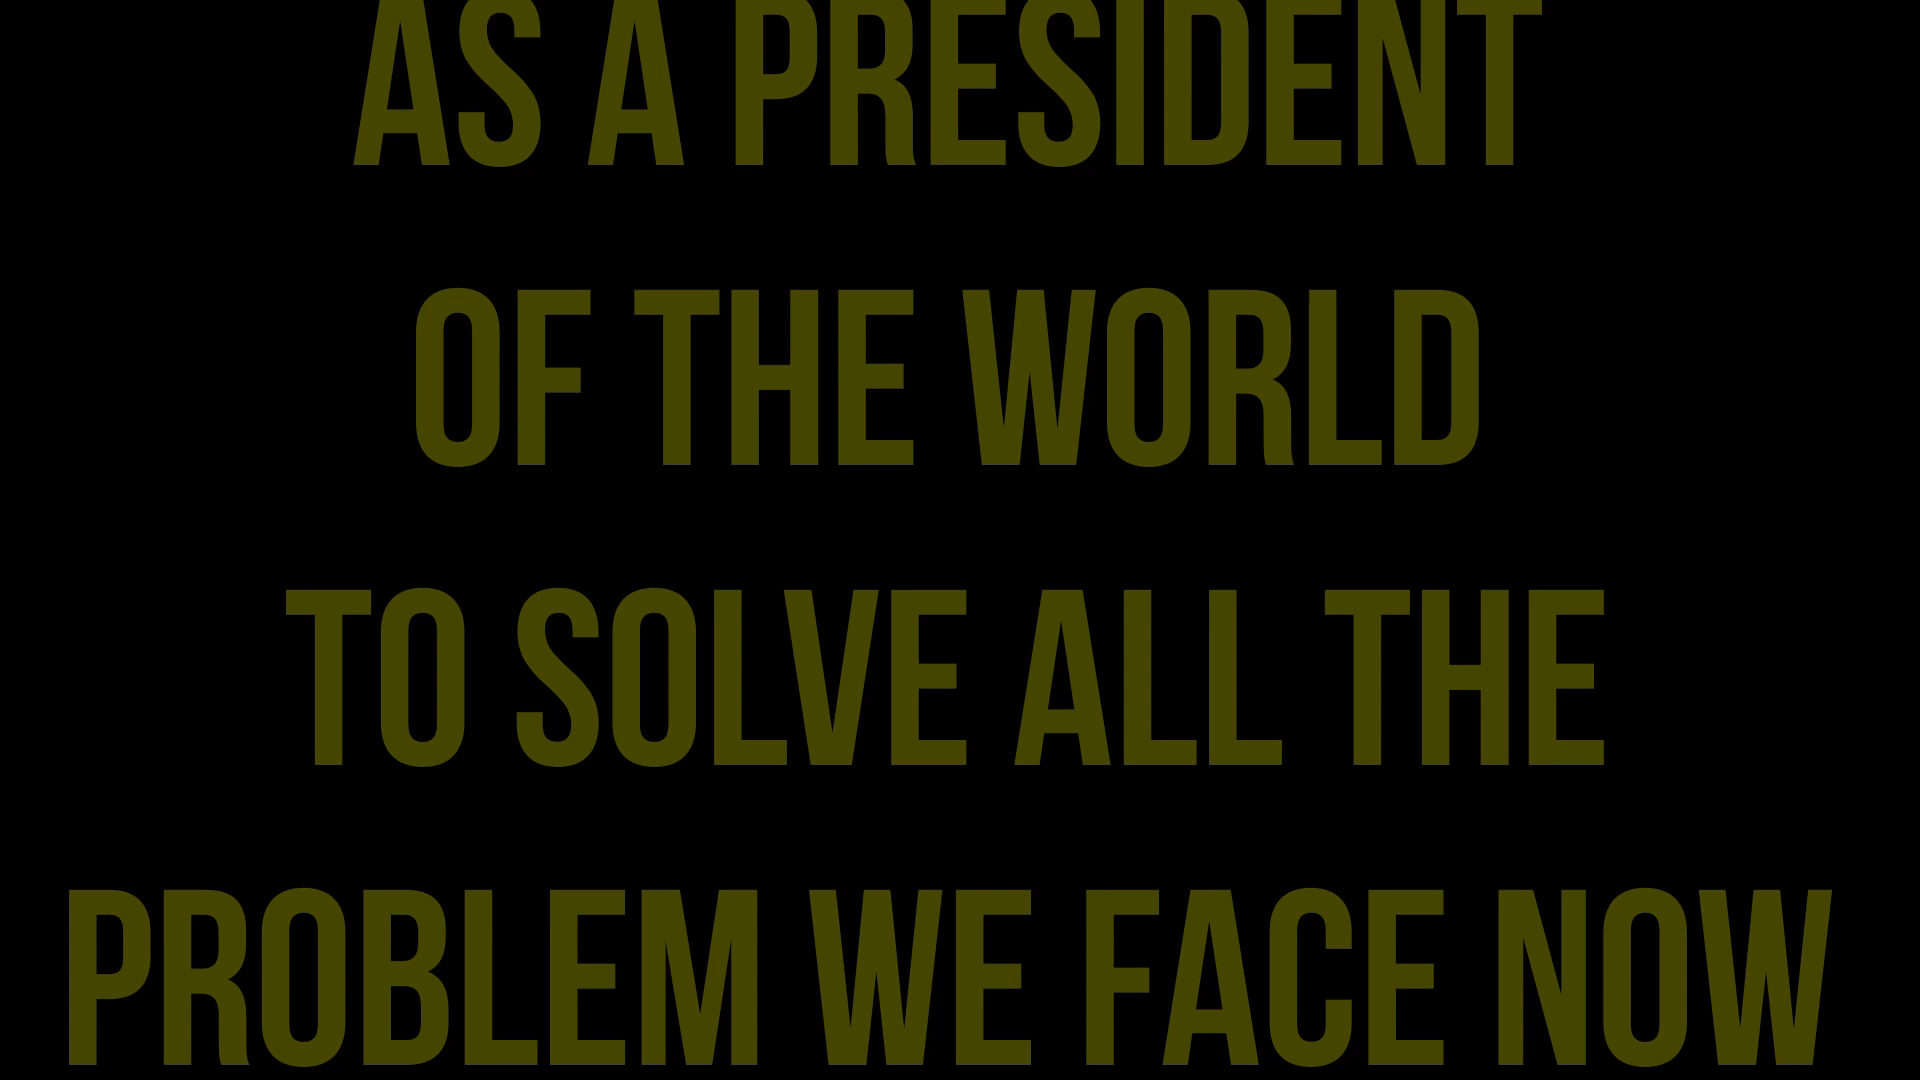 AS A PRESIDENT
OF THE WORLD
TO SOLVE ALL THE
PROBLEM WE FACE NOW